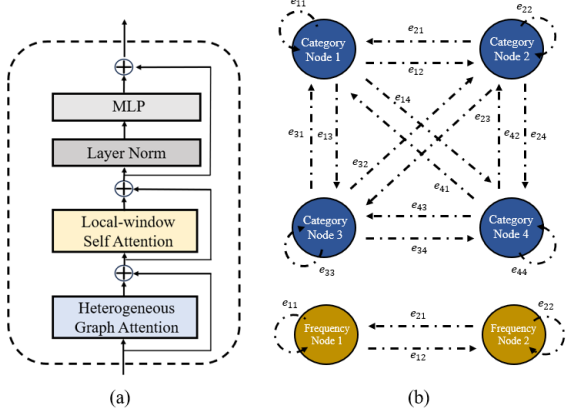 MLP
Layer Norm
Local-window
Self Attention
Heterogeneous
Graph Attention
(a)
e11
e22
Category
Node 1
e21
e12
Category
Node 2
e14
e31
e13
e32
e23
e42
e24
e41
Category
Node 3
e43
e34
Category
Node 4
e33
e44
e11
e22
Frequency
Node 1
e21
e12
Frequency
Node 2
(b)